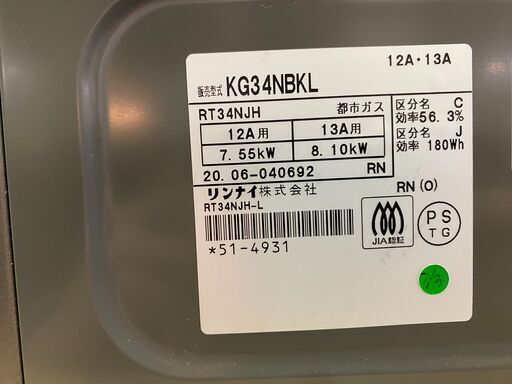 12A・13A
販売型式 KG34NBKL
RT34NJH 都市ガス
12A用 13A用
7.55kW 8.10kW
区分名 C
効率56.3%
区分名 J
効率 180Wh
20.06-040692 RN
リンナイ株式会社
RT34NJH-L
RN (O)
*51-4931
JIA認証
PS
TG